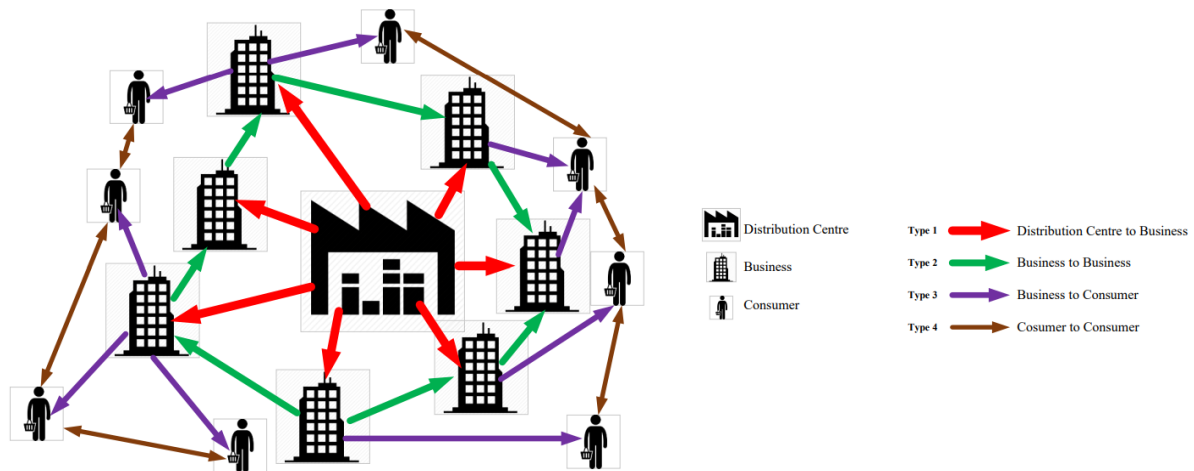 Distribution Centre
Business
Consumer
Type 1 Distribution Centre to Business
Type 2 Business to Business
Type 3 Business to Consumer
Type 4 Cosumer to Consumer